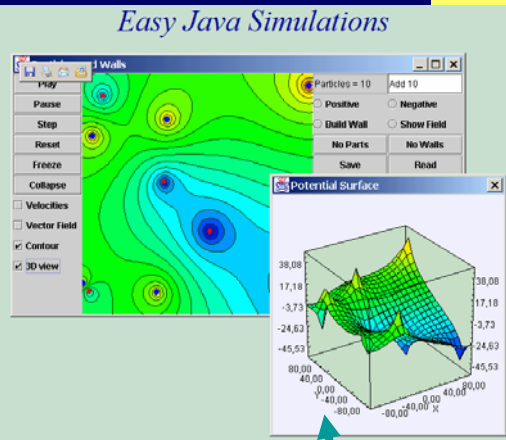 Easy Java Simulations
d Walls
Play
Pause
Step
Reset
Freeze
Collapse
Velocities
Vector Field
Contour
3D view
Particles = 10
Add 10
Positive
Negative
Build Wall
Show Field
No Parts
No Walls
Save
Read
Potential Surface
38,08
17,18
-3,73
-24,63
-45,53
38,08
17,18
-3,73
-24,63
-45,53
80,00
40,00
0,00
Y
-40,00
-80,00
-80,00
-40,00
X
0,00
40,00
80,00